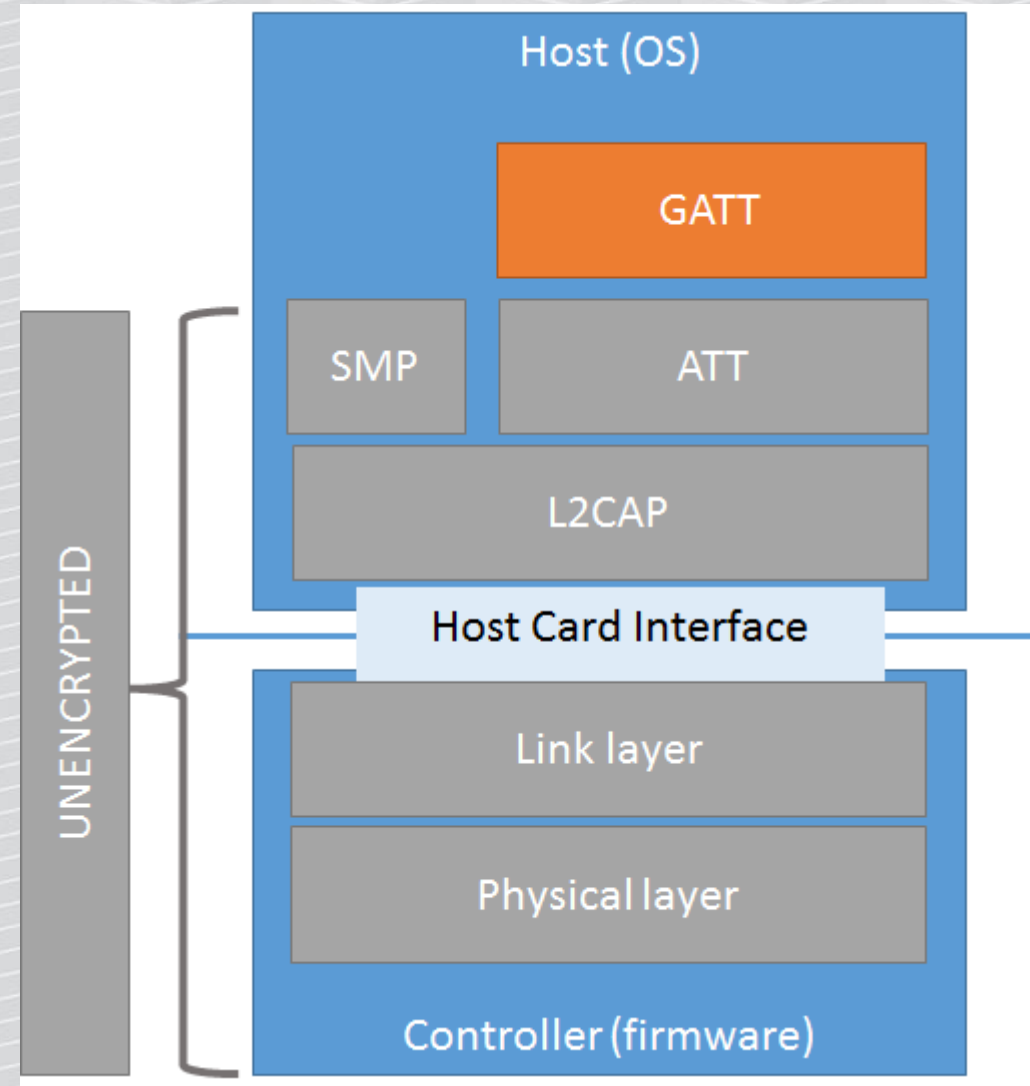 Host (OS)
GATT
SMP
ATT
L2CAP
UNENCRYPTED
Host Card Interface
Link layer
Physical layer
Controller (firmware)